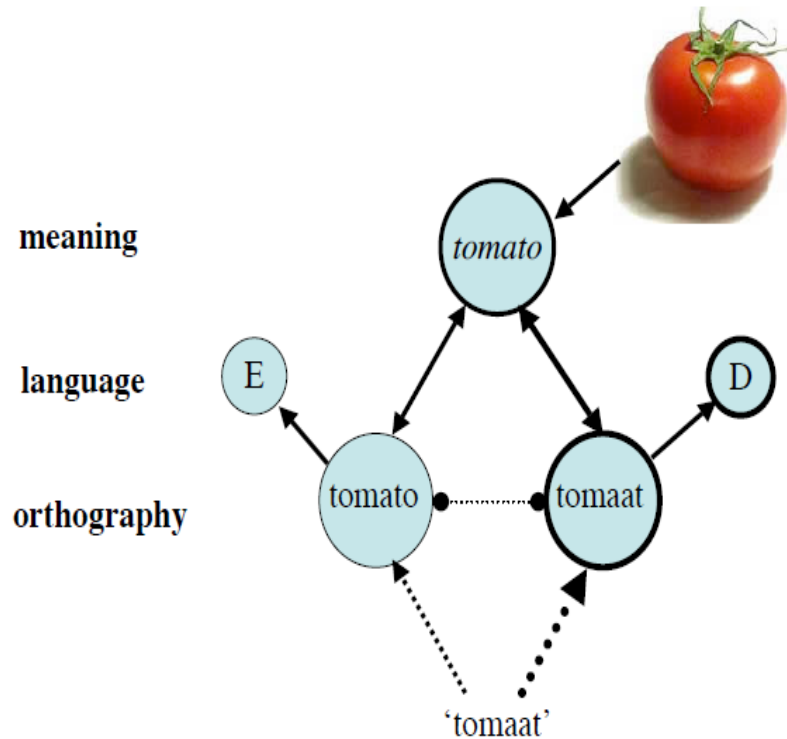 meaning
tomato
language
E
D
orthography
tomato
tomaat
‘tomaat’